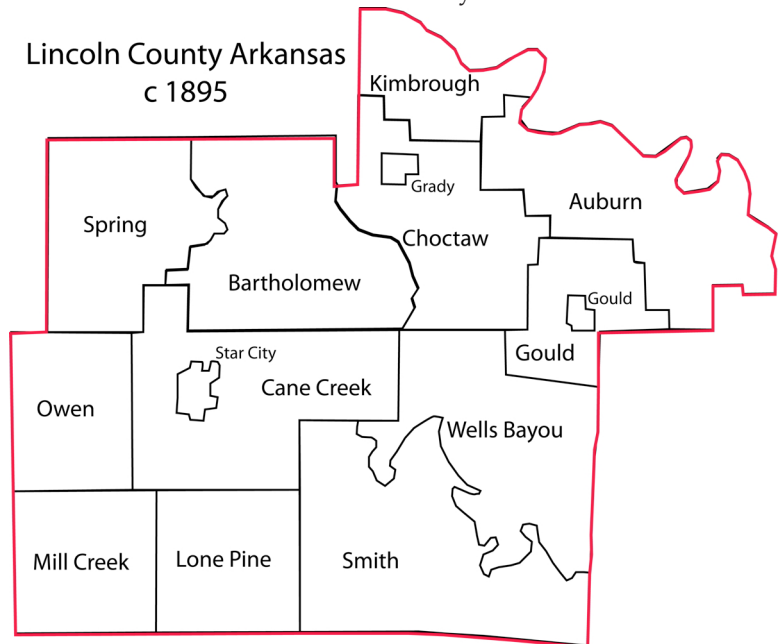 Lincoln County Arkansas
c 1895
Kimbrough
Grady
Auburn
Spring
Choctaw
Bartholomew
Gould
Star City
Gould
Cane Creek
Owen
Wells Bayou
Mill Creek
Lone Pine
Smith